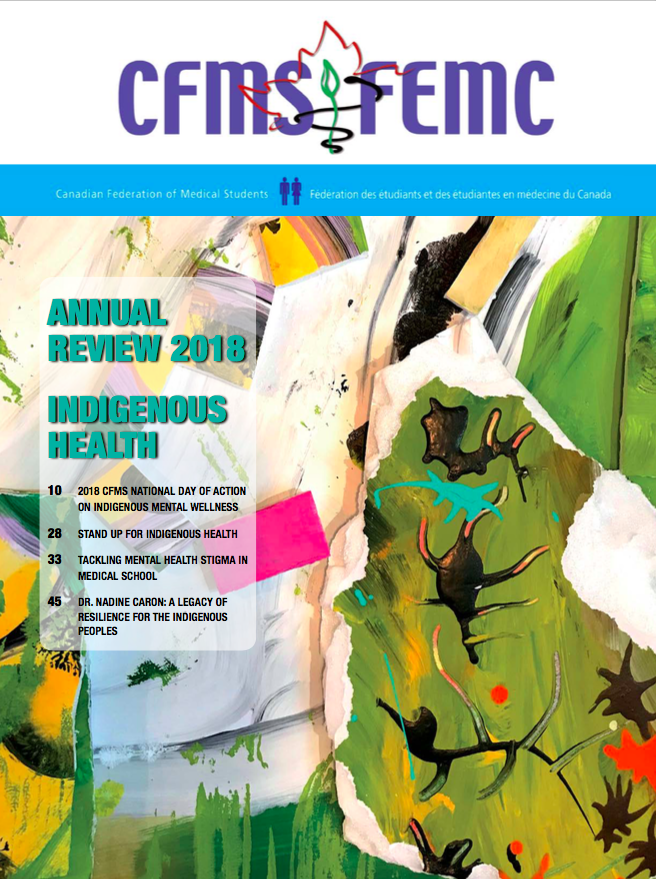 CFMS FEMC
Canadian Federation of Medical Students Fédération des étudiants et des étudiantes en médecine du Canada
ANNUAL
REVIEW 2018
INDIGENOUS
HEALTH
10 2018 CFMS NATIONAL DAY OF ACTION
ON INDIGENOUS MENTAL WELLNESS
28 STAND UP FOR INDIGENOUS HEALTH
33 TACKLING MENTAL HEALTH STIGMA IN
MEDICAL SCHOOL
45 DR. NADINE CARON: A LEGACY OF
RESILIENCE FOR THE INDIGENOUS
PEOPLES